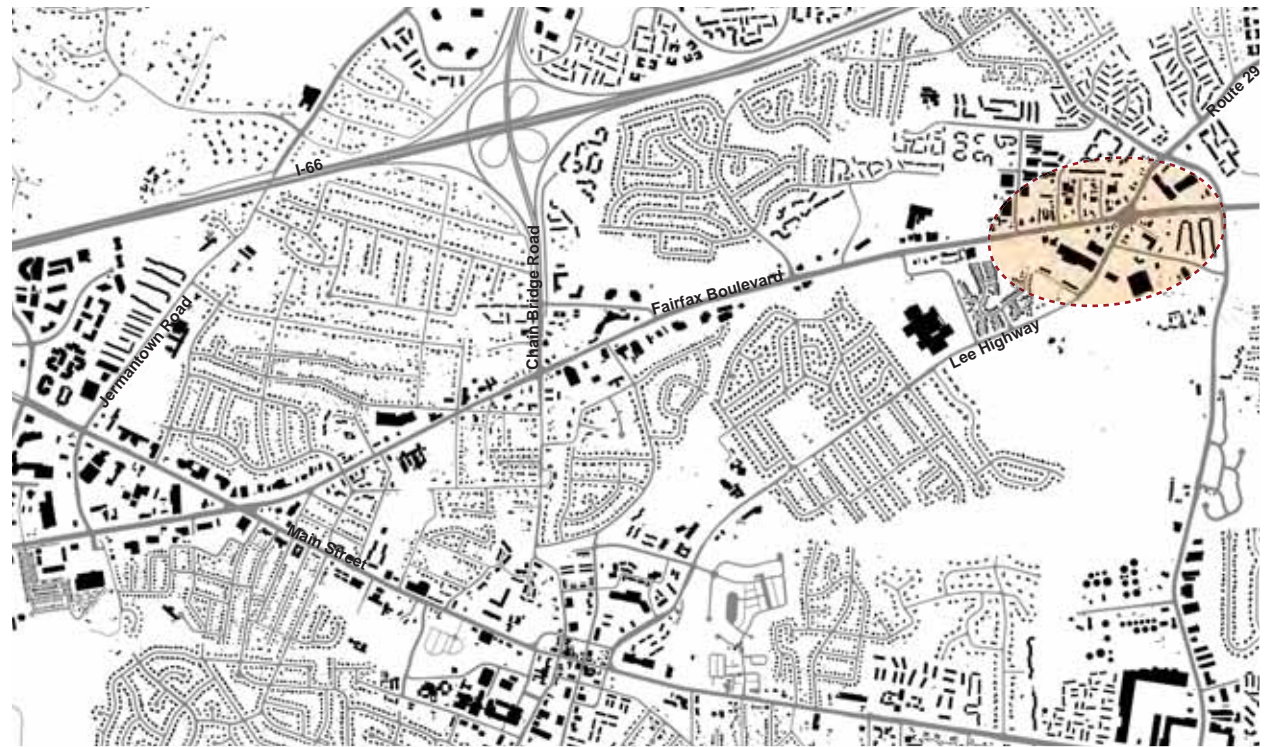 Route 29
I-66
Chain Bridge Road
Fairfax Boulevard
Jermantown Road
Lee Highway
Main Street